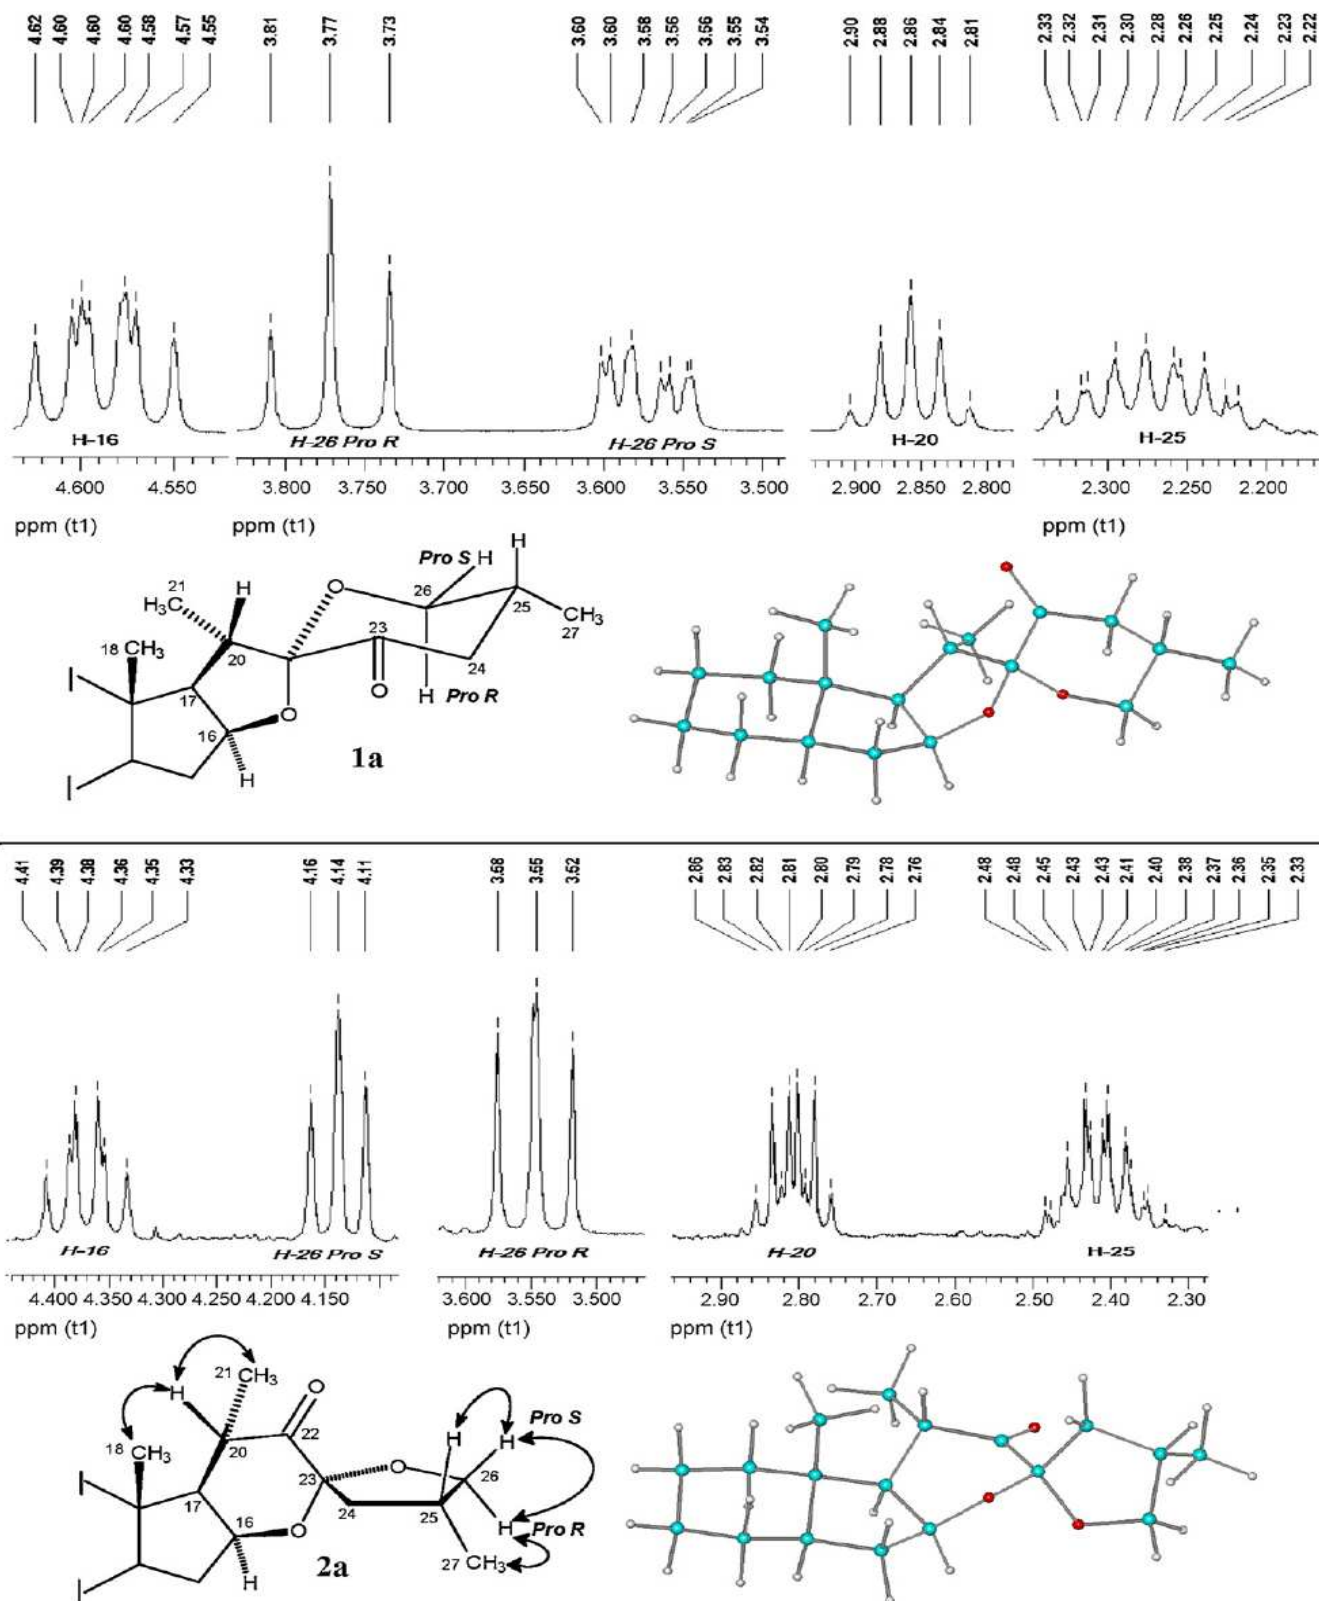 4.62 4.60 4.60 4.60 4.58 4.57 4.55 3.81 3.77 3.73 3.60 3.60 3.58 3.56 3.56 3.55 3.54 2.90 2.88 2.86 2.84 2.81 2.33 2.32 2.31 2.30 2.28 2.26 2.25 2.24 2.23 2.22
H-16 H-26 Pro R H-26 Pro S H-20 H-25
4.600 4.550 3.800 3.750 3.700 3.650 3.600 3.550 3.500 2.900 2.850 2.800 2.300 2.250 2.200
ppm (t1) ppm (t1) ppm (t1)
Pro S H H
21 H O 26 25
H₃C 23 CH₃
27
18 CH₃ 20 24
I O H Pro R
17 O
16
I H 1a
4.41 4.39 4.38 4.36 4.35 4.33 4.16 4.14 4.11 3.58 3.55 3.52 2.86 2.83 2.82 2.81 2.80 2.79 2.78 2.76 2.48 2.48 2.45 2.43 2.43 2.41 2.40 2.38 2.37 2.36 2.35 2.33
H-16 H-26 Pro S H-26 Pro R H-20 H-25
4.400 4.350 4.300 4.250 4.200 4.150 3.600 3.550 3.500 2.90 2.80 2.70 2.60 2.50 2.40 2.30
ppm (t1) ppm (t1) ppm (t1)
21 CH₃ O
H Pro S
22 H H
18 CH₃ 20
O 26
I 23
17 24 25 H Pro R
16 O
27 CH₃
I H 2a